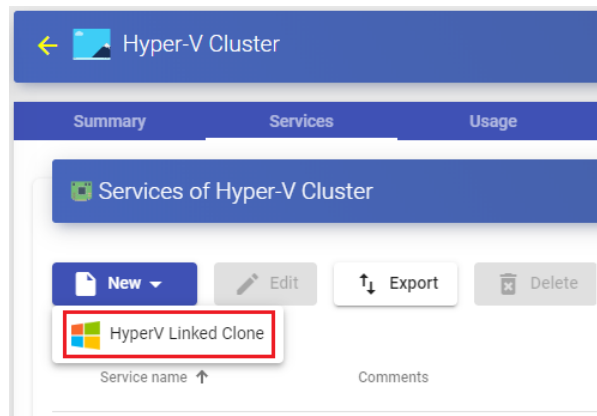 Hyper-V Cluster
Summary Services Usage
Services of Hyper-V Cluster
New Edit Export Delete
HyperV Linked Clone
Service name Comments